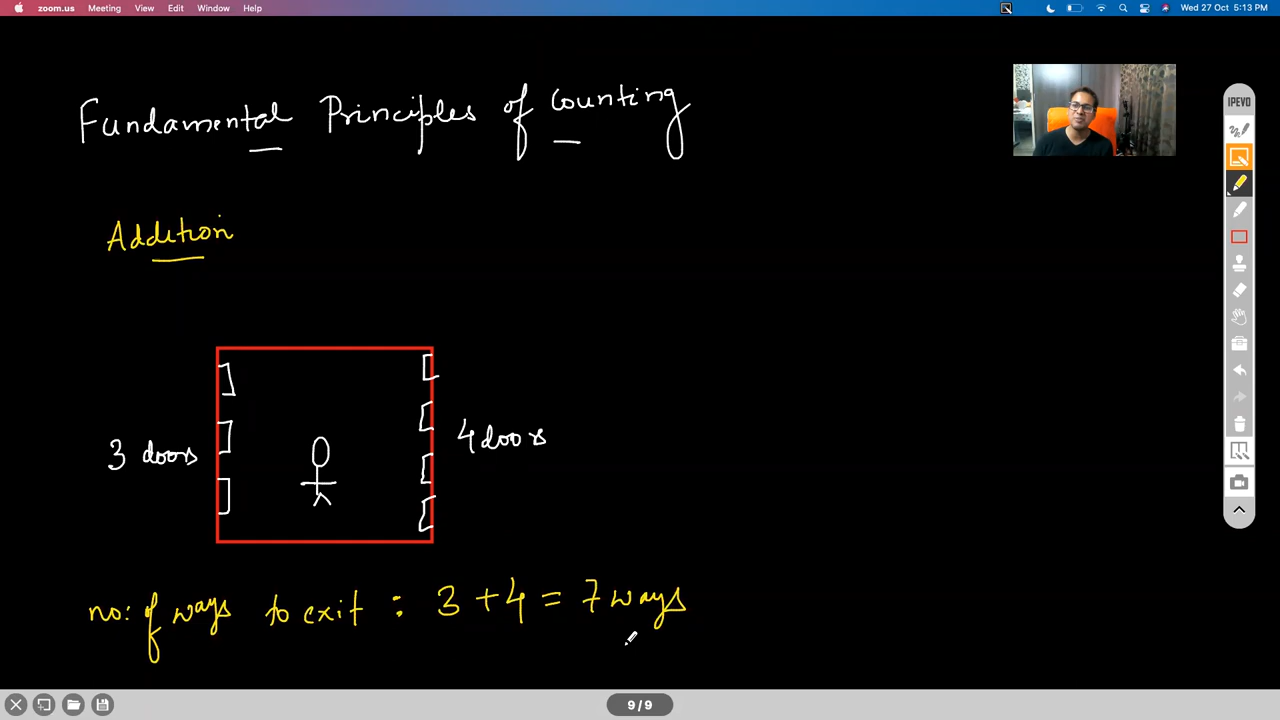 zoom.us Meeting View Edit Window Help Wed 27 Oct 5:13 PM
Fundamental Principles of Counting
IPEVO
Addition
3 doors
4 doors
no: of ways to exit : 3 + 4 = 7 ways
9 / 9